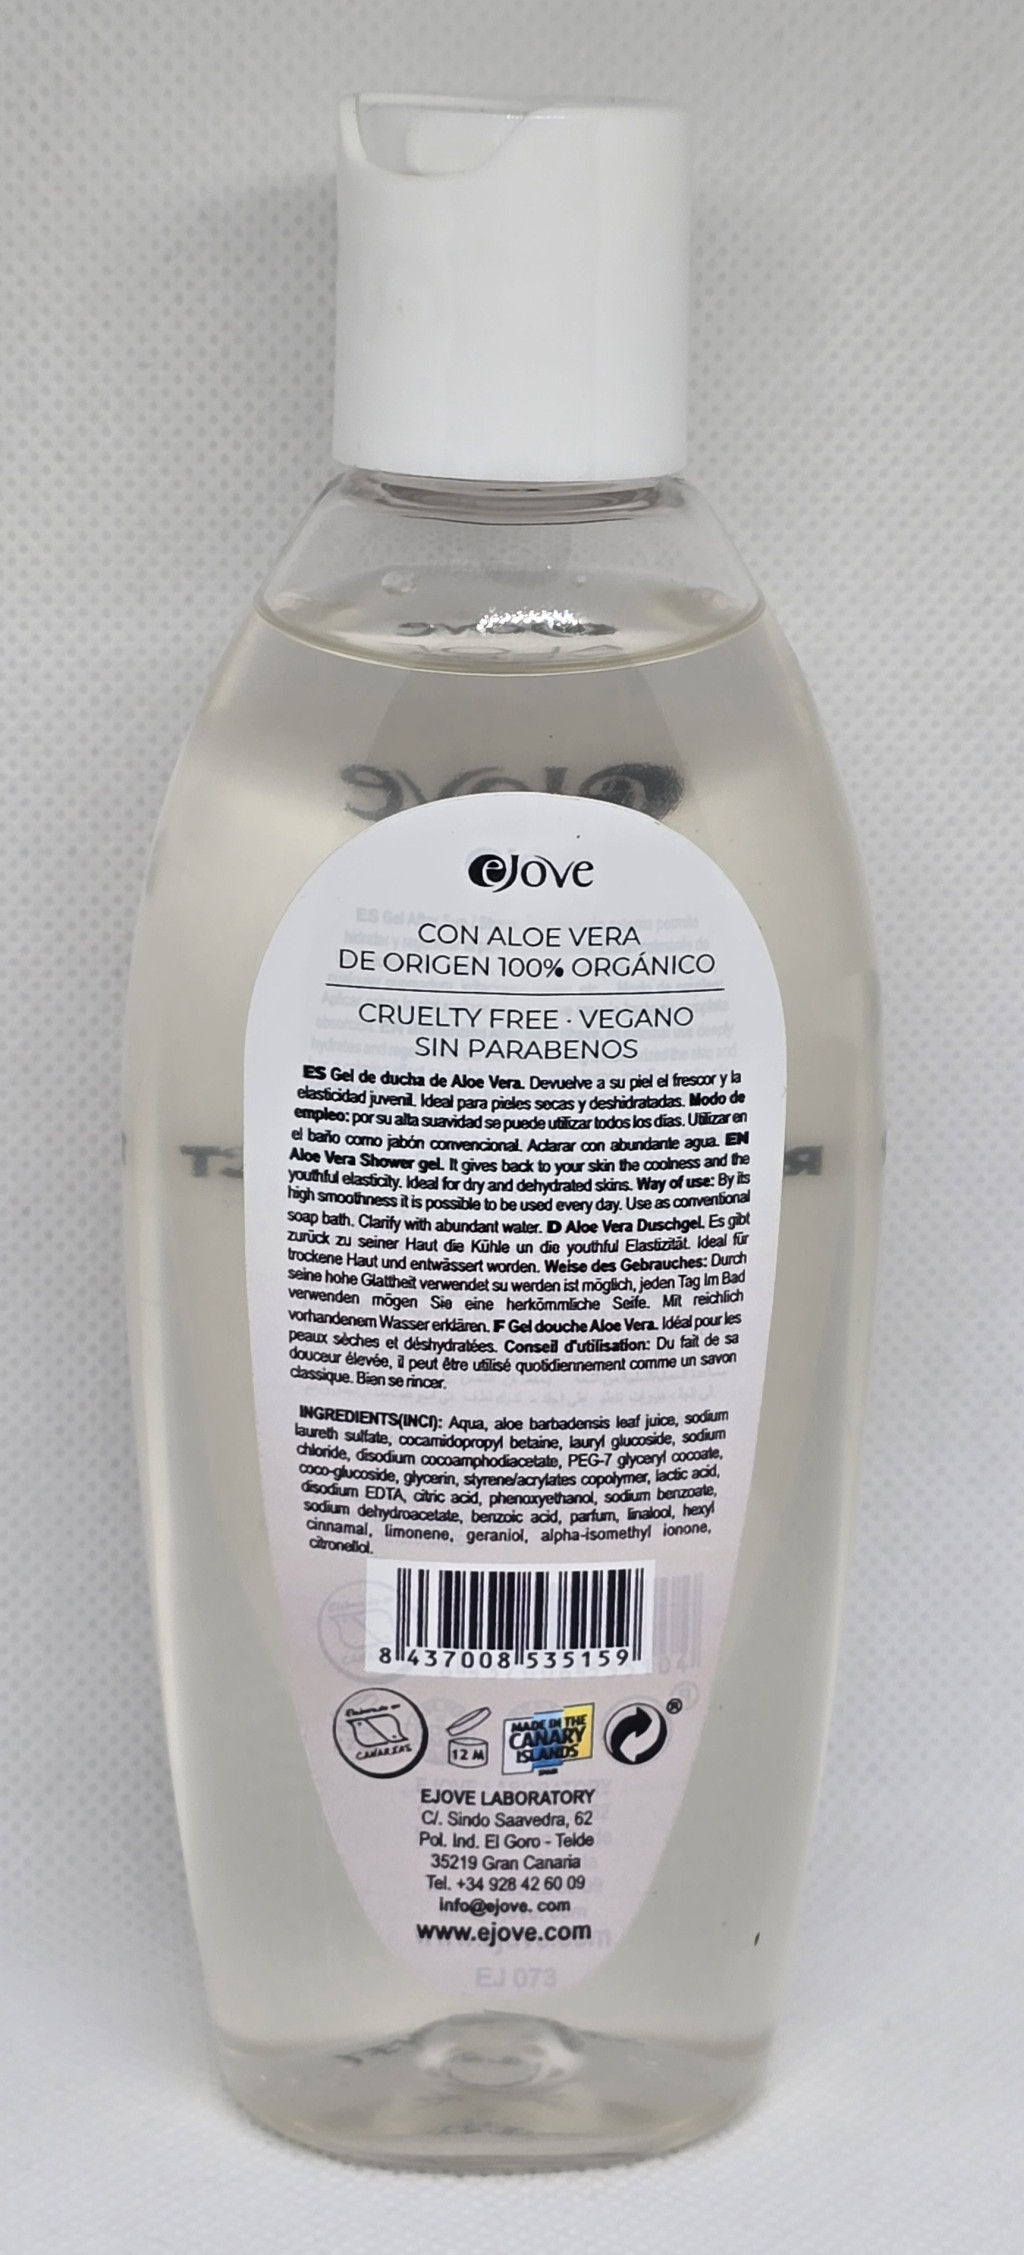 eJove
CON ALOE VERA
DE ORIGEN 100% ORGÁNICO
CRUELTY FREE · VEGANO
SIN PARABENOS
ES Gel de ducha de Aloe Vera. Devuelve a su piel el frescor y la
elasticidad juvenil. Ideal para pieles secas y deshidratadas. Modo de
empleo: por su alta suavidad se puede utilizar todos los días. Utilizar en
el baño como jabón convencional. Aclarar con abundante agua. EN
Aloe Vera Shower gel. It gives back to your skin the coolness and the
youthful elasticity. Ideal for dry and dehydrated skins. Way of use: By its
high smoothness it is possible to be used every day. Use as conventional
soap bath. Clarify with abundant water. D Aloe Vera Duschgel. Es gibt
zurück zu seiner Haut die Kühle un die youthful Elastizität. Ideal für
trockene Haut und entwässert worden. Weise des Gebrauches: Durch
seine hohe Glattheit verwendet su werden ist möglich, jeden Tag Im Bad
verwenden mögen Sie eine herkömmliche Seife. Mit reichlich
vorhandenem Wasser erklären. F Gel douche Aloe Vera. Idéal pour les
peaux sèches et déshydratées. Conseil d'utilisation: Du fait de sa
douceur élevée, il peut être utilisé quotidiennement comme un savon
classique. Bien se rincer.
INGREDIENTS(INCI): Aqua, aloe barbadensis leaf juice, sodium
laureth sulfate, cocamidopropyl betaine, lauryl glucoside, sodium
chloride, disodium cocoamphodiacetate, PEG-7 glyceryl cocoate,
coco-glucoside, glycerin, styrene/acrylates copolymer, lactic acid,
disodium EDTA, citric acid, phenoxyethanol, sodium benzoate,
sodium dehydroacetate, benzoic acid, parfum, linalool, hexyl
cinnamal, limonene, geraniol, alpha-isomethyl ionone,
citronellol.
8 437008 535159
Elaborado en
CANARIAS
12 M
MADE IN THE
CANARY
ISLANDS
®
EJOVE LABORATORY
C/. Sindo Saavedra, 62
Pol. Ind. El Goro - Telde
35219 Gran Canaria
Tel. +34 928 42 60 09
info@ejove. com
www.ejove.com
EJ 073